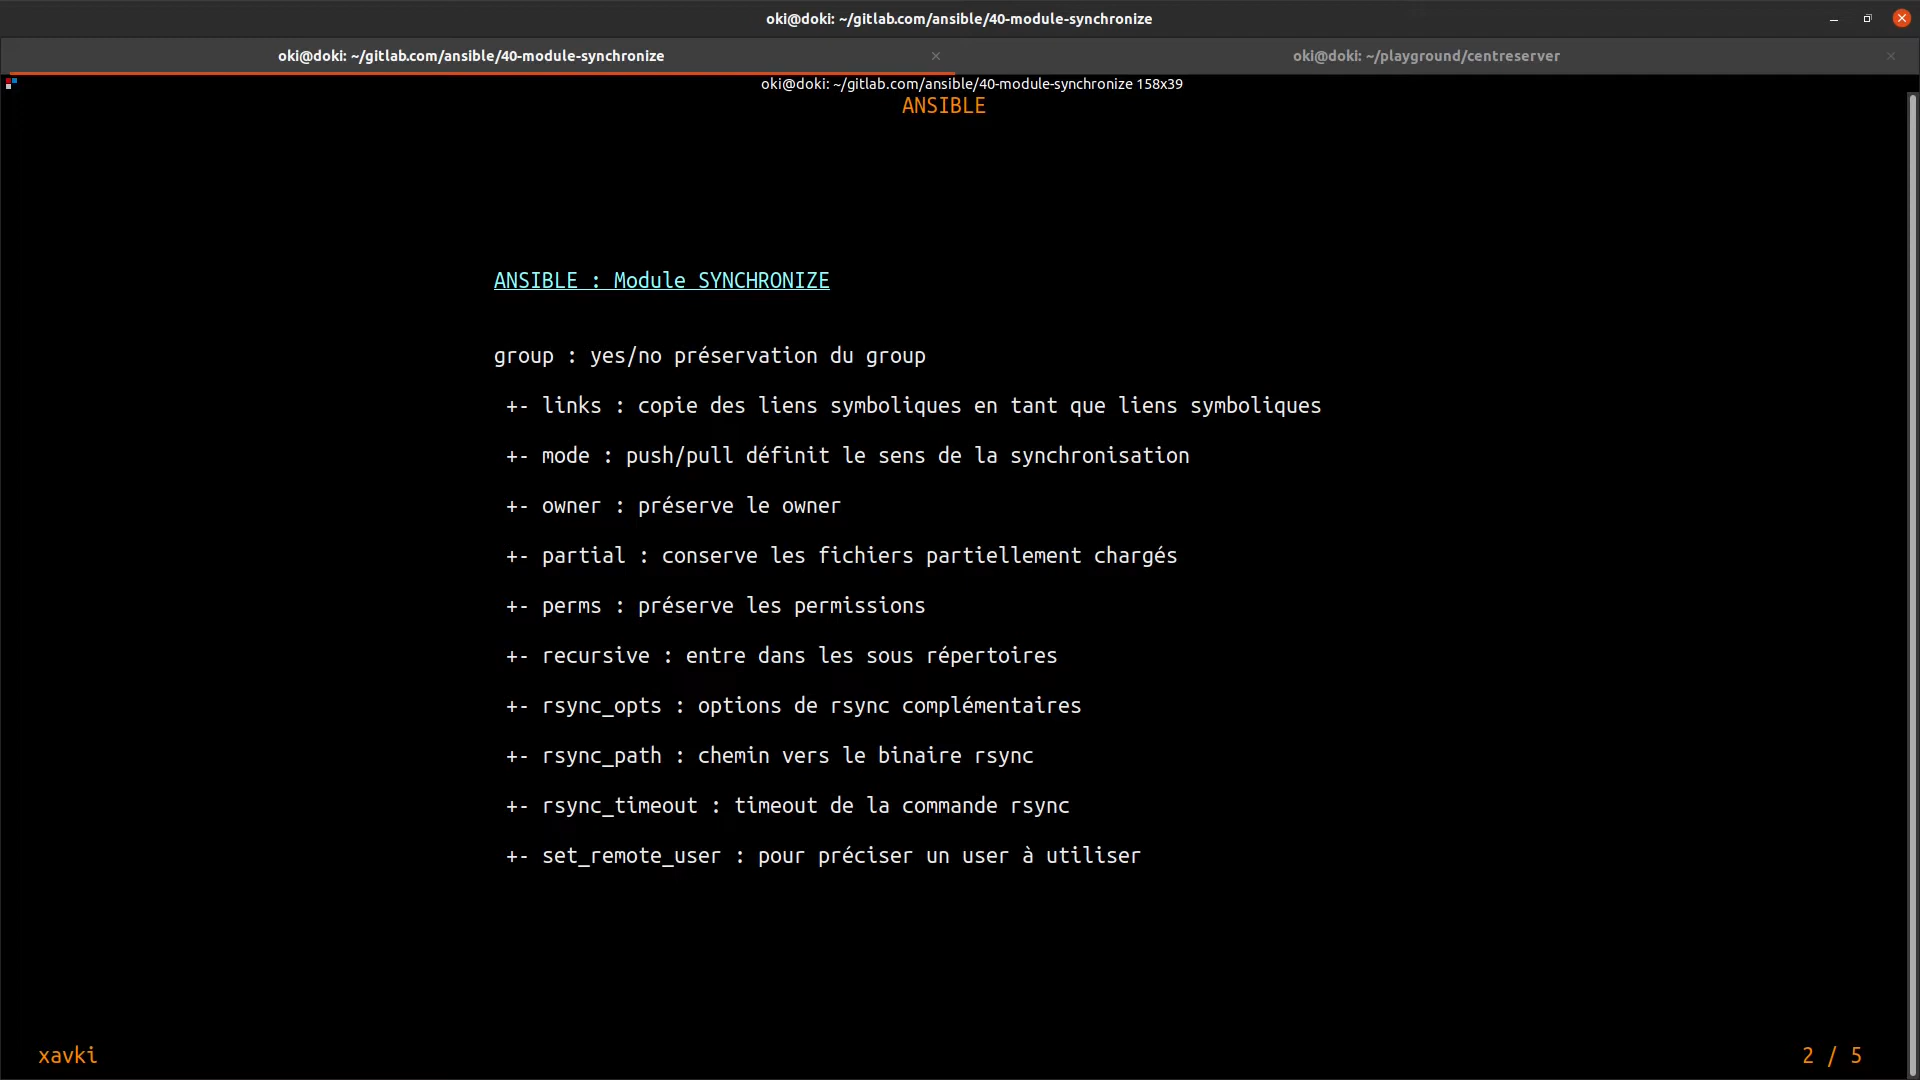 oki@doki: ~/gitlab.com/ansible/40-module-synchronize
oki@doki: ~/gitlab.com/ansible/40-module-synchronize
oki@doki: ~/playground/centreserver
oki@doki: ~/gitlab.com/ansible/40-module-synchronize 158x39
ANSIBLE
ANSIBLE : Module SYNCHRONIZE
group : yes/no préservation du group
+- links : copie des liens symboliques en tant que liens symboliques
+- mode : push/pull définit le sens de la synchronisation
+- owner : préserve le owner
+- partial : conserve les fichiers partiellement chargés
+- perms : préserve les permissions
+- recursive : entre dans les sous répertoires
+- rsync_opts : options de rsync complémentaires
+- rsync_path : chemin vers le binaire rsync
+- rsync_timeout : timeout de la commande rsync
+- set_remote_user : pour préciser un user à utiliser
xavki
2 / 5